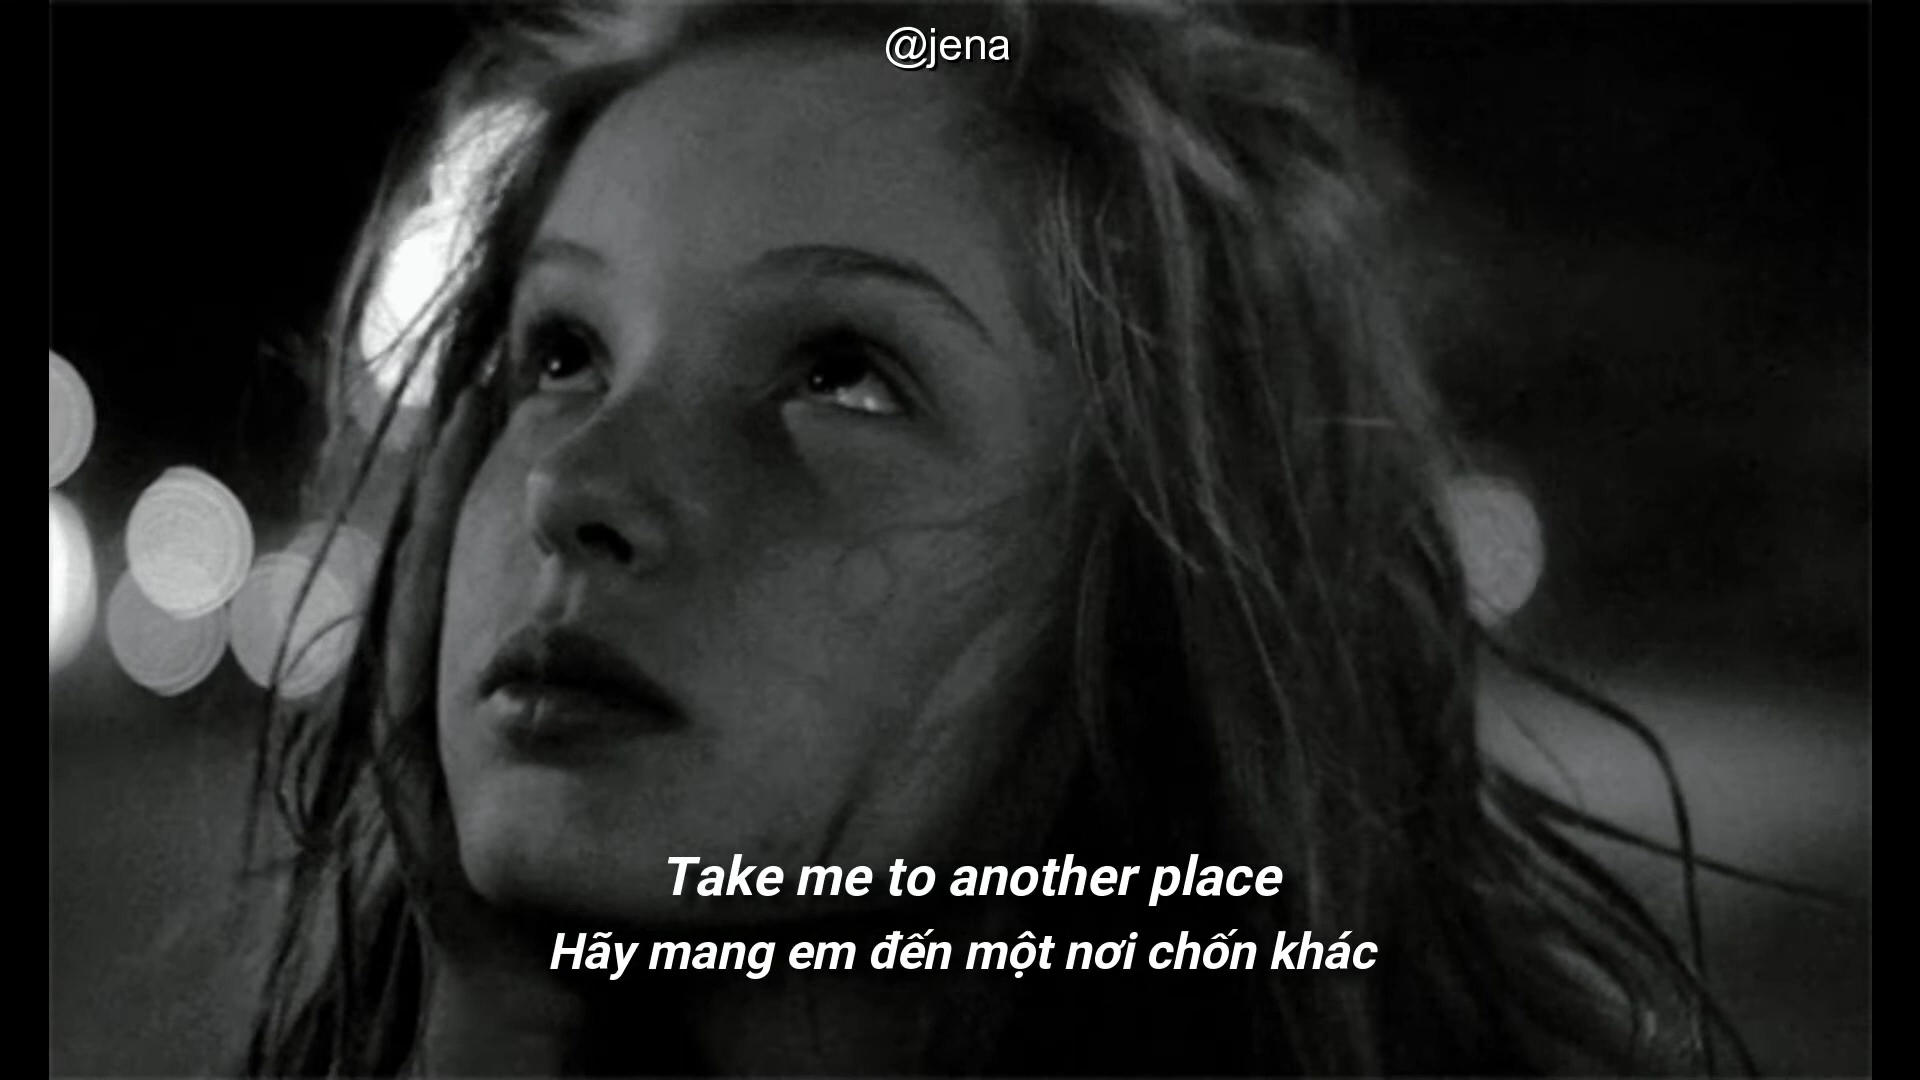 @jena
Take me to another place
Hãy mang em đến một nơi chốn khác